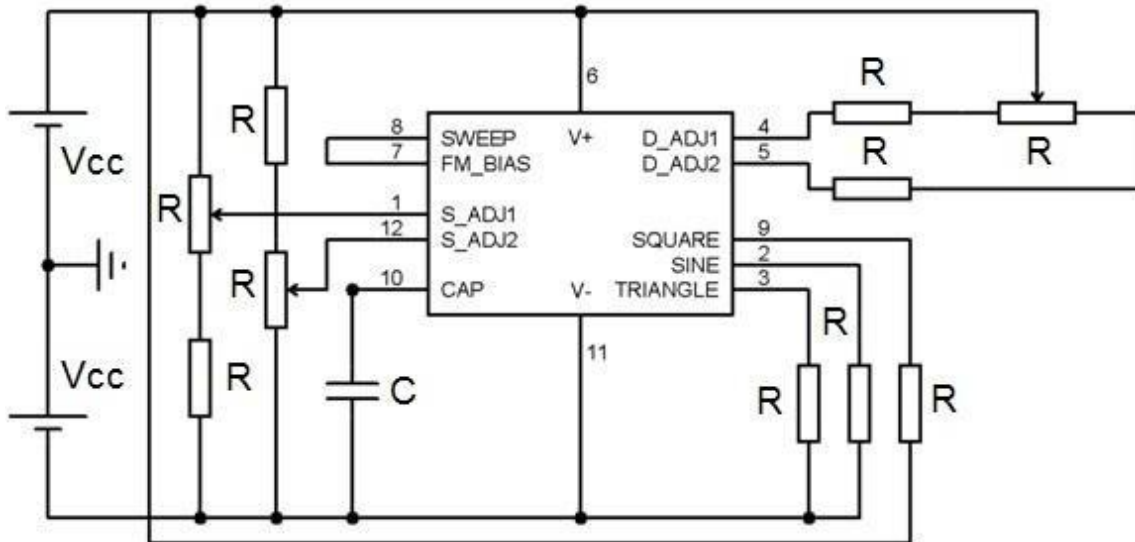 6
R
R
8
SWEEP
V+
D_ADJ1
4
7
FM_BIAS
D_ADJ2
5
R
R
Vcc
R
1
S_ADJ1
12
S_ADJ2
SQUARE
9
SINE
2
R
10
CAP
V-
TRIANGLE
3
11
R
Vcc
R
C
R
R